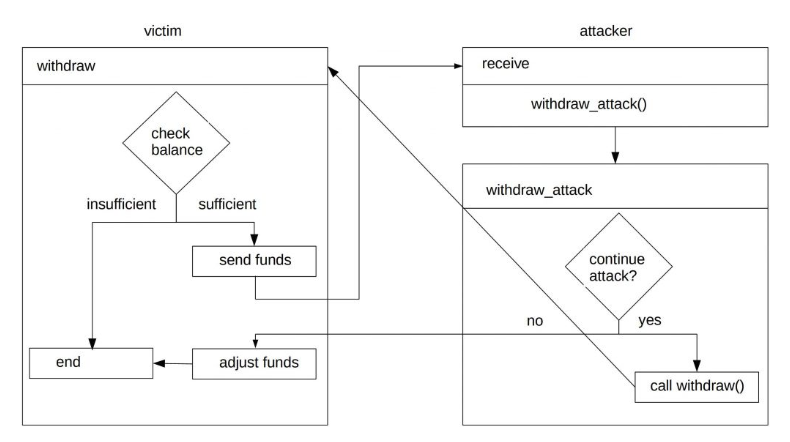 victim
attacker
withdraw
receive
withdraw_attack()
check
balance
insufficient
sufficient
send funds
withdraw_attack
continue
attack?
no
yes
end
adjust funds
call withdraw()